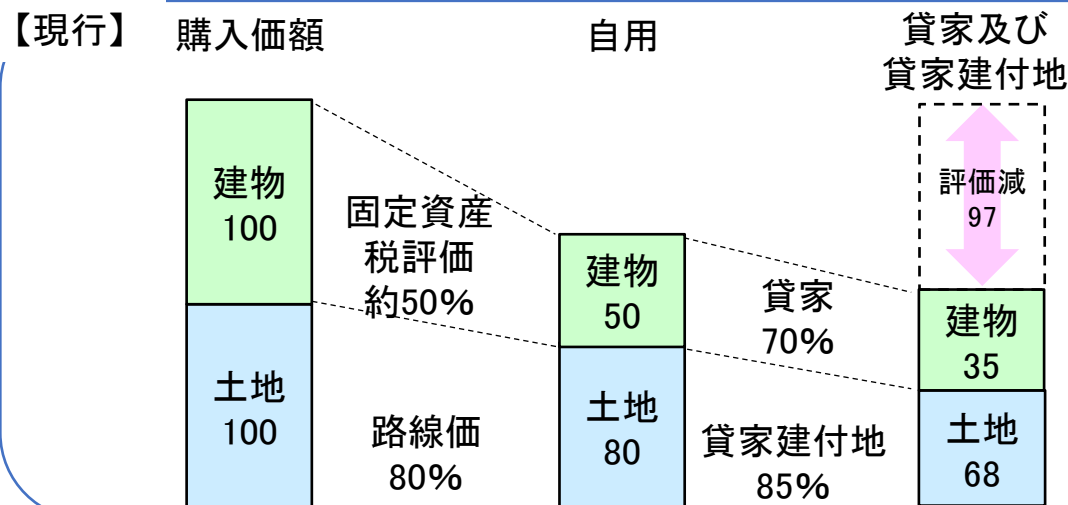 【現行】
購入価額
自用
貸家及び
貸家建付地
建物
100
土地
100
固定資産
税評価
約50%
路線価
80%
建物
50
土地
80
貸家
70%
貸家建付地
85%
評価減
97
建物
35
土地
68